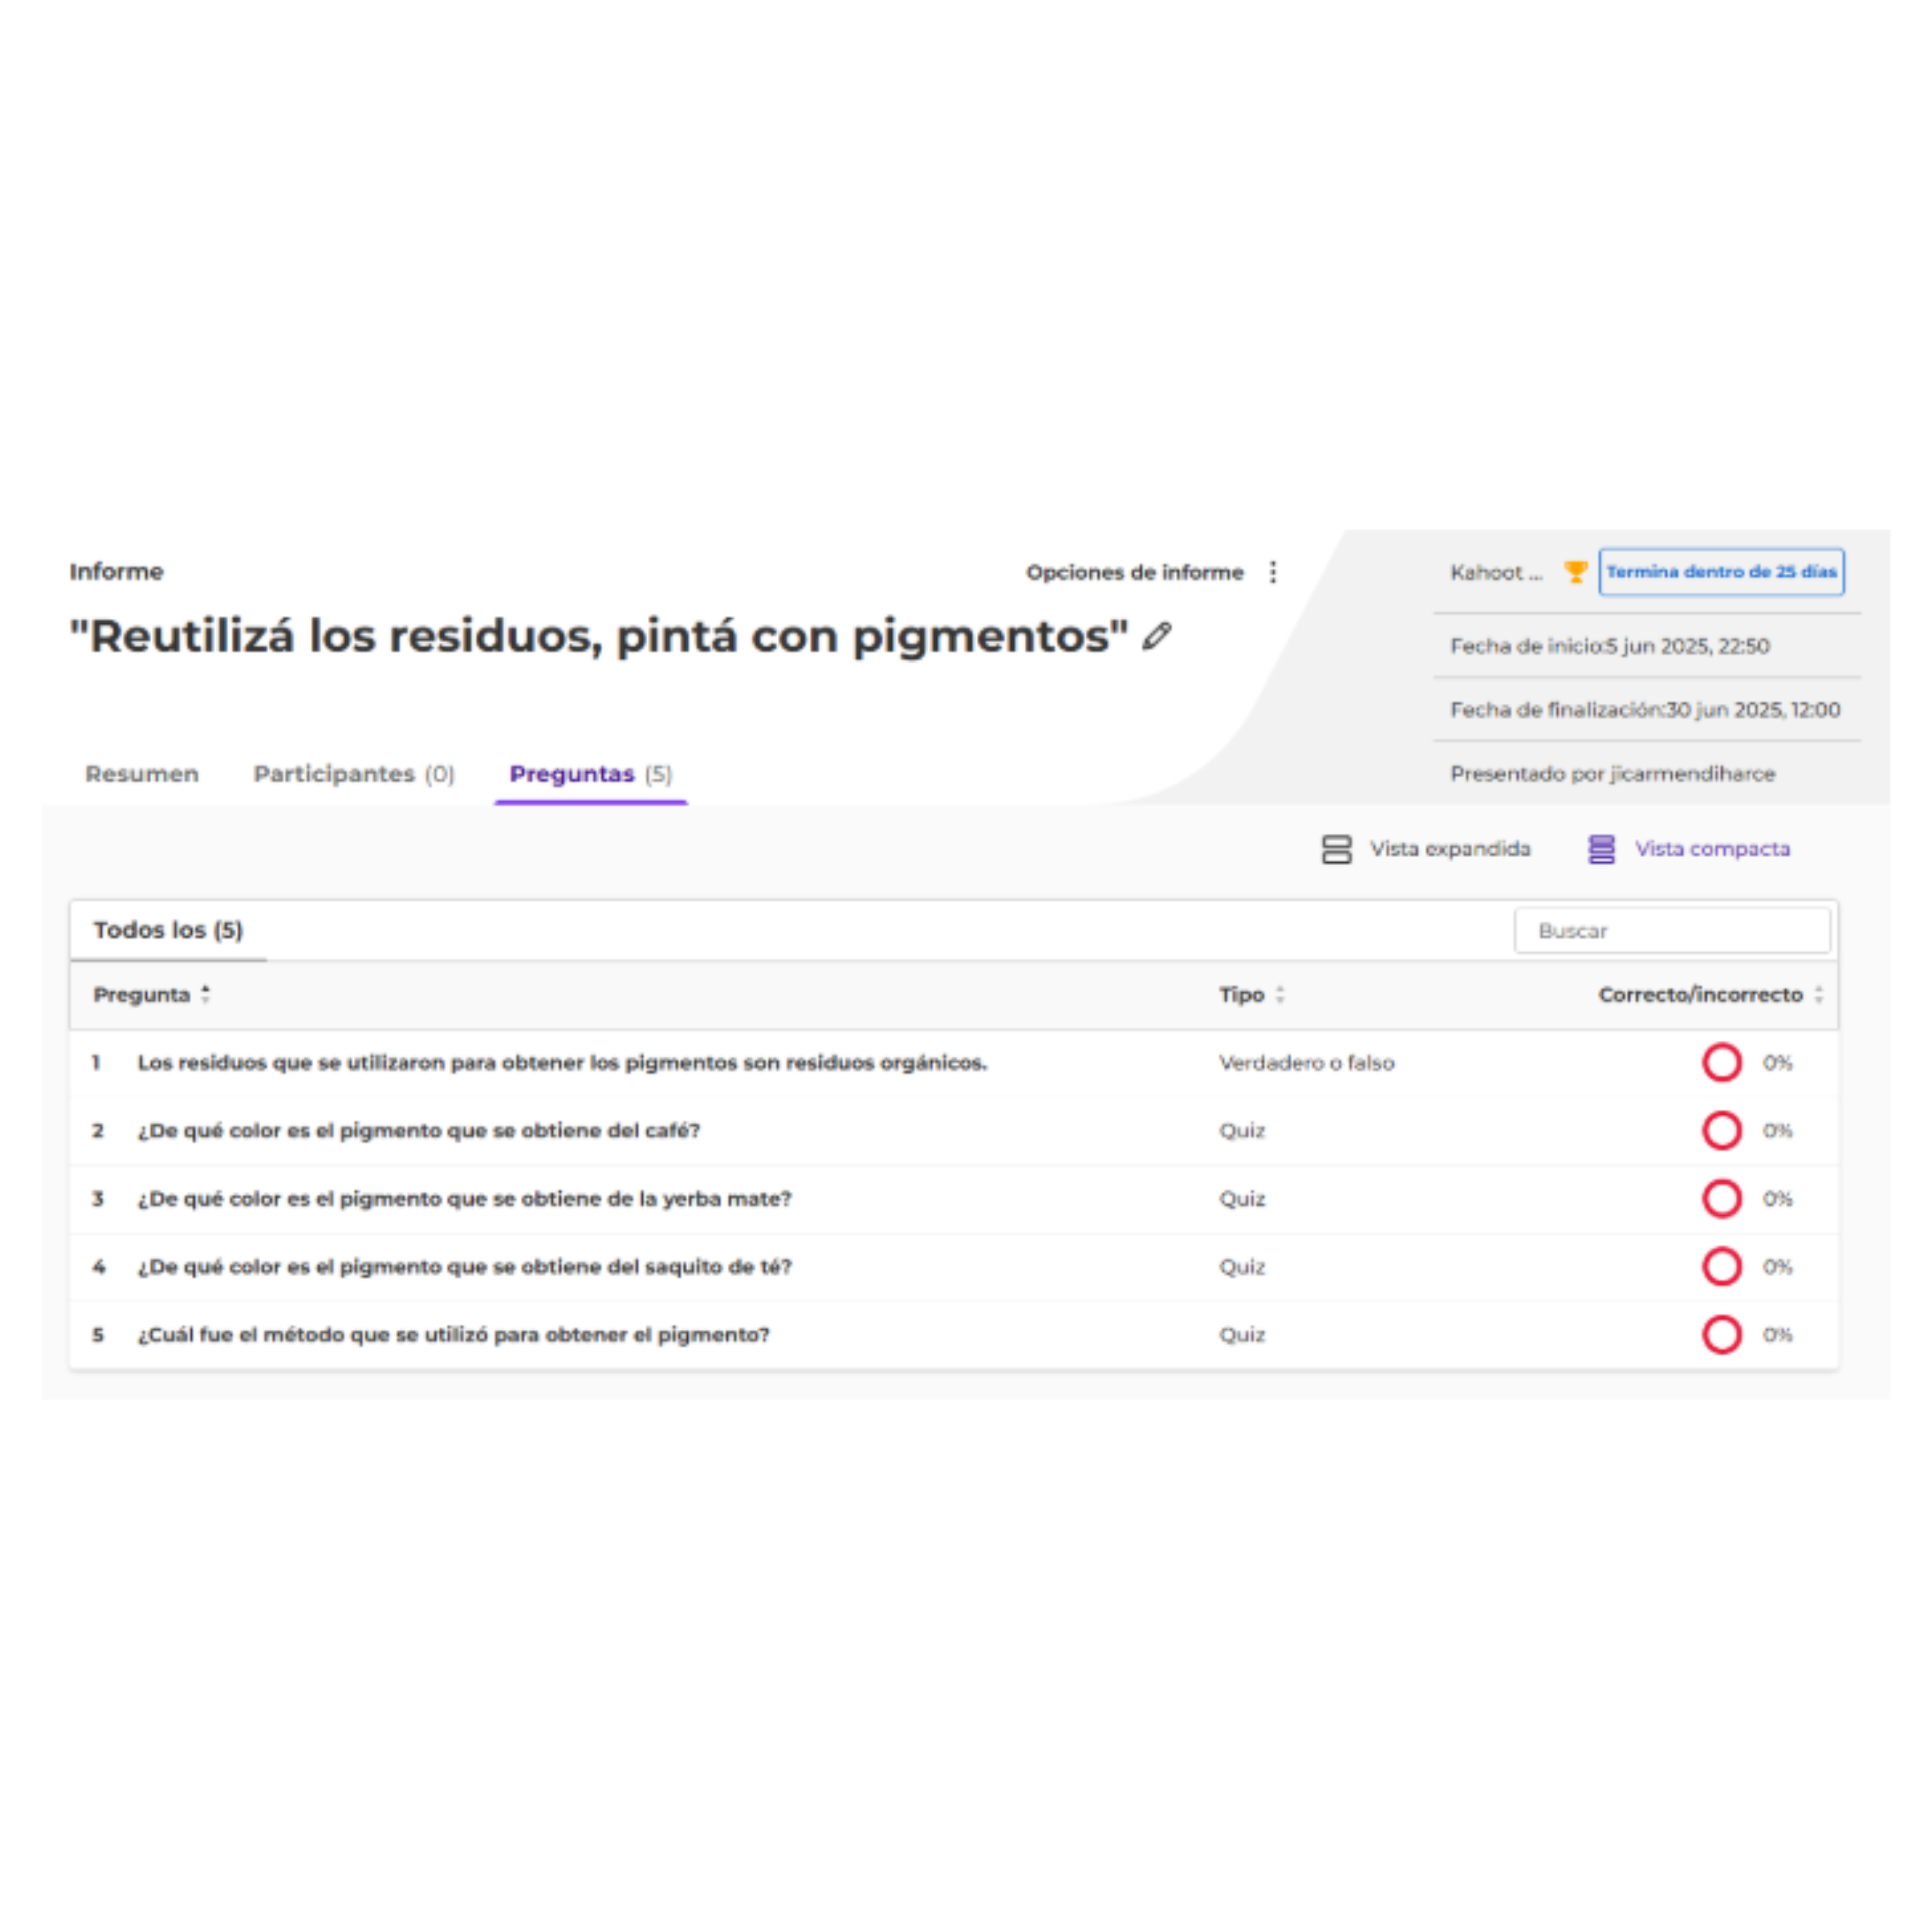 Informe
Opciones de informe
"Reutilizá los residuos, pintá con pigmentos"
Kahoot ...
Termina dentro de 25 días
Fecha de inicio:5 jun 2025, 22:50
Fecha de finalización:30 jun 2025, 12:00
Presentado por jicarmendiharce
Resumen Participantes (0) Preguntas (5)
Vista expandida Vista compacta
Todos los (5) Buscar
Pregunta Tipo Correcto/incorrecto
1 Los residuos que se utilizaron para obtener los pigmentos son residuos orgánicos. Verdadero o falso 0%
2 ¿De qué color es el pigmento que se obtiene del café? Quiz 0%
3 ¿De qué color es el pigmento que se obtiene de la yerba mate? Quiz 0%
4 ¿De qué color es el pigmento que se obtiene del saquito de té? Quiz 0%
5 ¿Cuál fue el método que se utilizó para obtener el pigmento? Quiz 0%